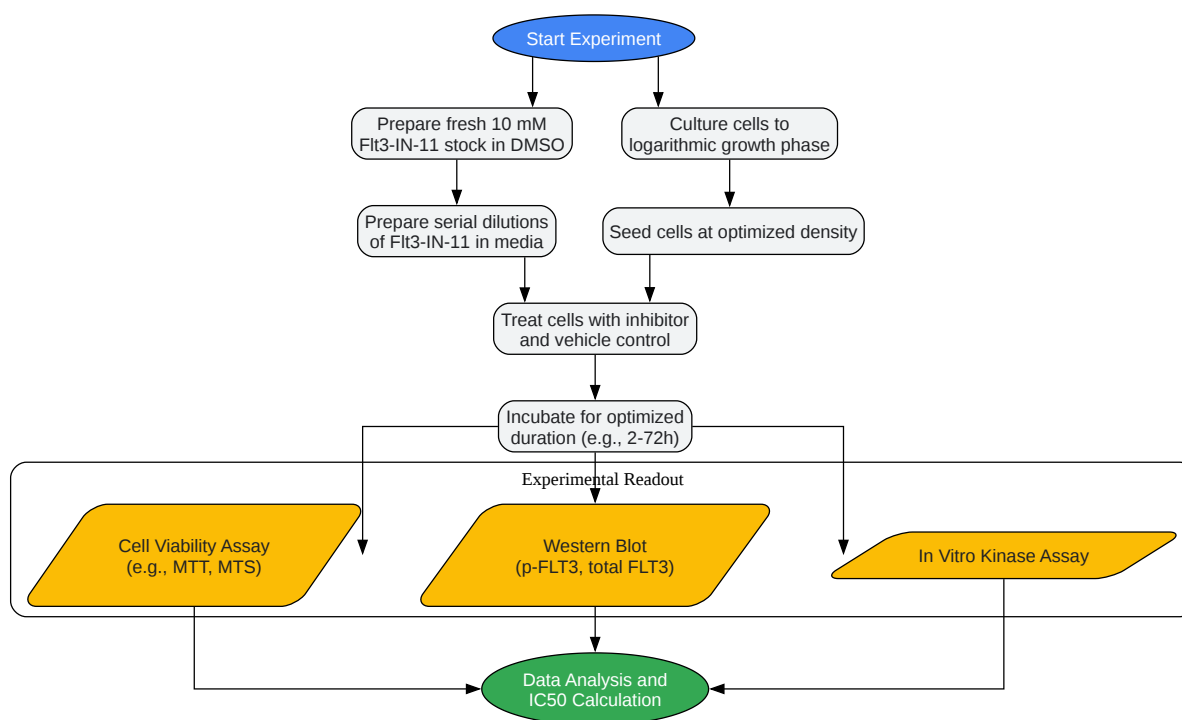 Start Experiment
Prepare fresh 10 mM
Flt3-IN-11 stock in DMSO
Culture cells to
logarithmic growth phase
Prepare serial dilutions
of Flt3-IN-11 in media
Seed cells at optimized density
Treat cells with inhibitor
and vehicle control
Incubate for optimized
duration (e.g., 2-72h)
Experimental Readout
Cell Viability Assay
(e.g., MTT, MTS)
Western Blot
(p-FLT3, total FLT3)
In Vitro Kinase Assay
Data Analysis and
IC50 Calculation